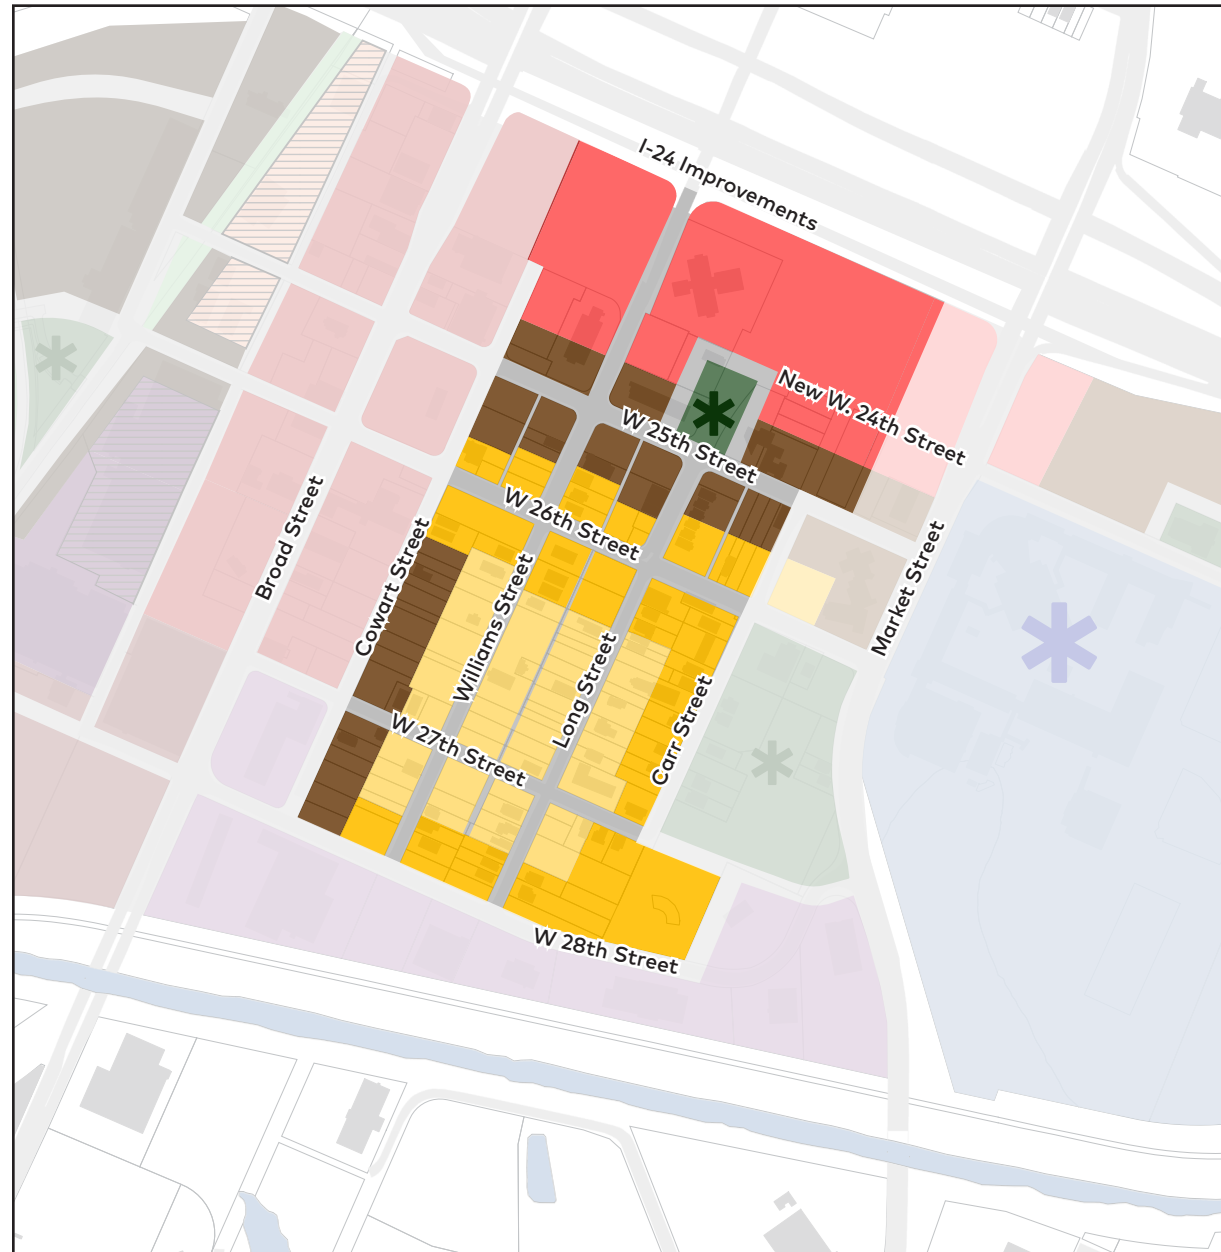 I-24 Improvements
New W. 24th Street
W 25th Street
W 26th Street
Broad Street
Cowart Street
Williams Street
Long Street
Carr Street
Market Street
W 27th Street
W 28th Street